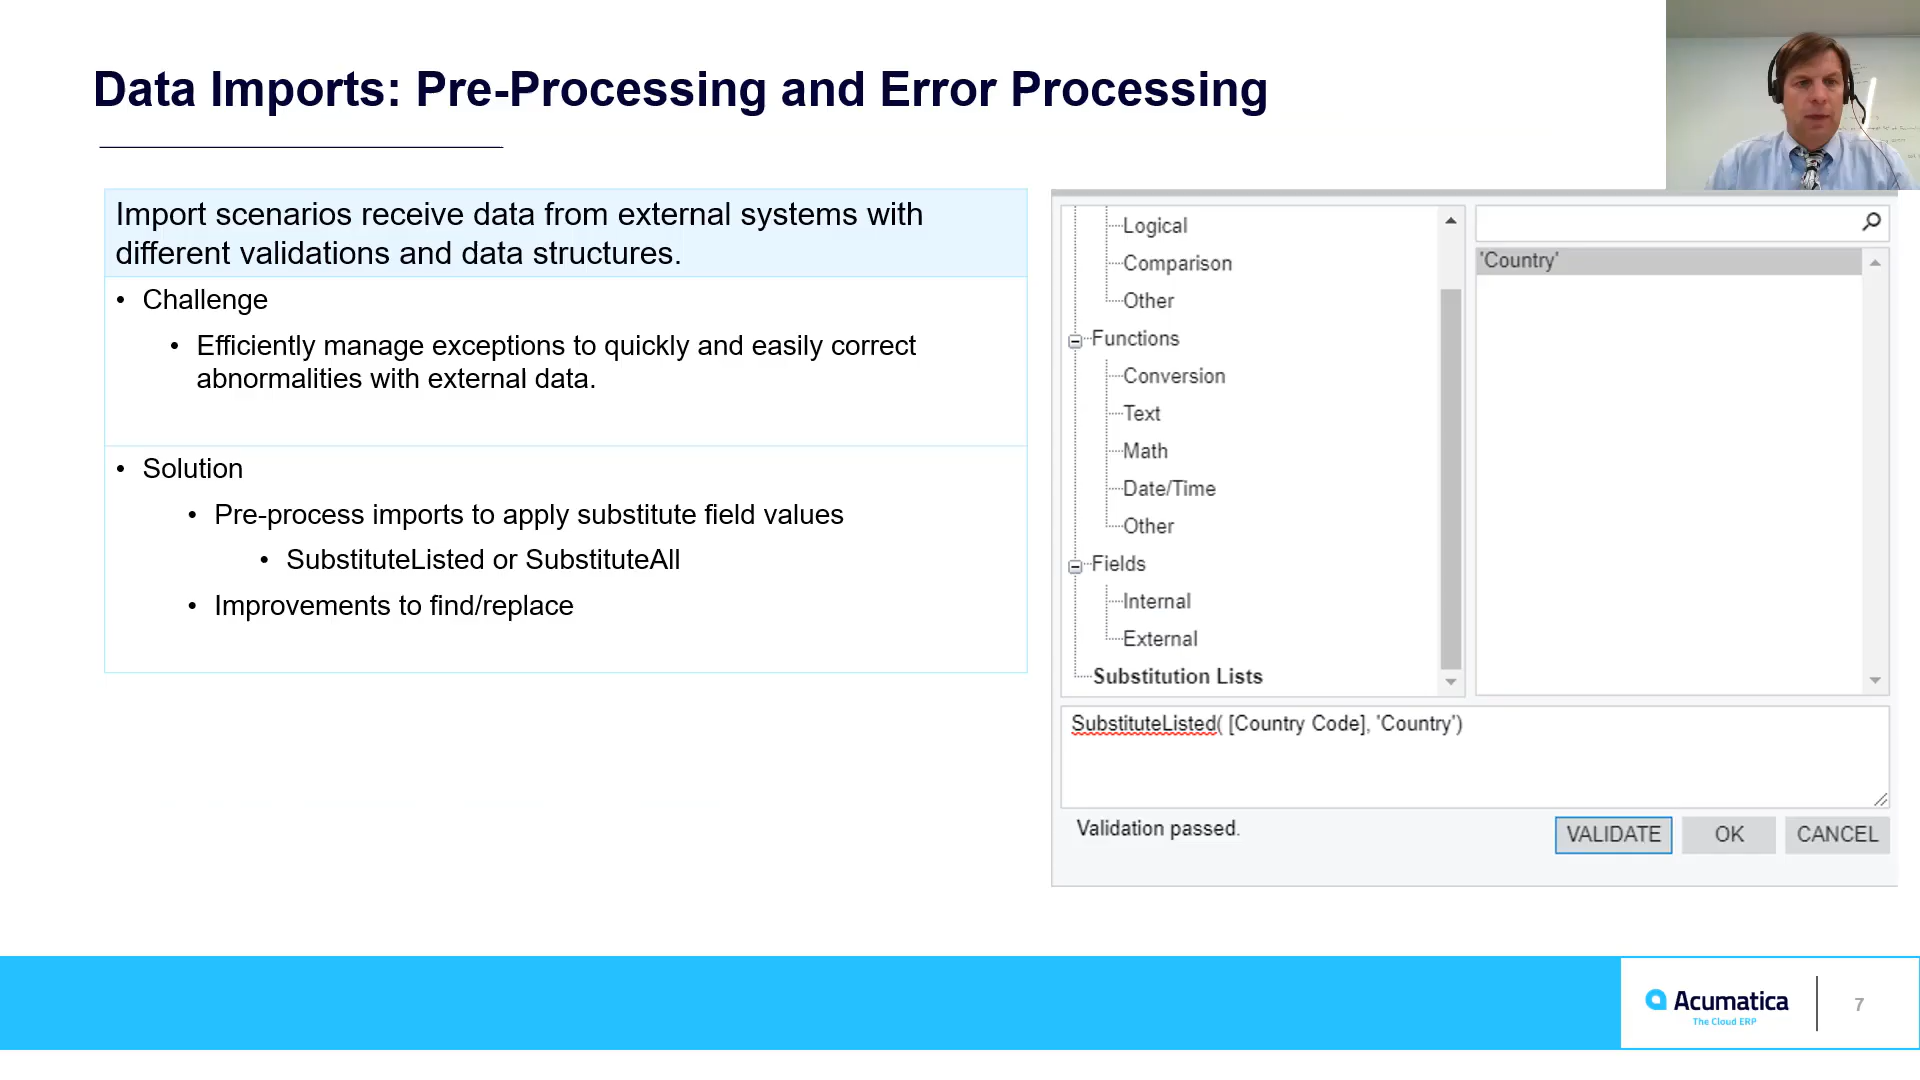 Data Imports: Pre-Processing and Error Processing
Import scenarios receive data from external systems with
different validations and data structures.
• Challenge
• Efficiently manage exceptions to quickly and easily correct
abnormalities with external data.
• Solution
• Pre-process imports to apply substitute field values
• SubstituteListed or SubstituteAll
• Improvements to find/replace
Logical
Comparison
Other
Functions
Conversion
Text
Math
Date/Time
Other
Fields
Internal
External
Substitution Lists
'Country'
SubstituteListed( [Country Code], 'Country')
Validation passed.
VALIDATE
OK
CANCEL
Acumatica
The Cloud ERP
7